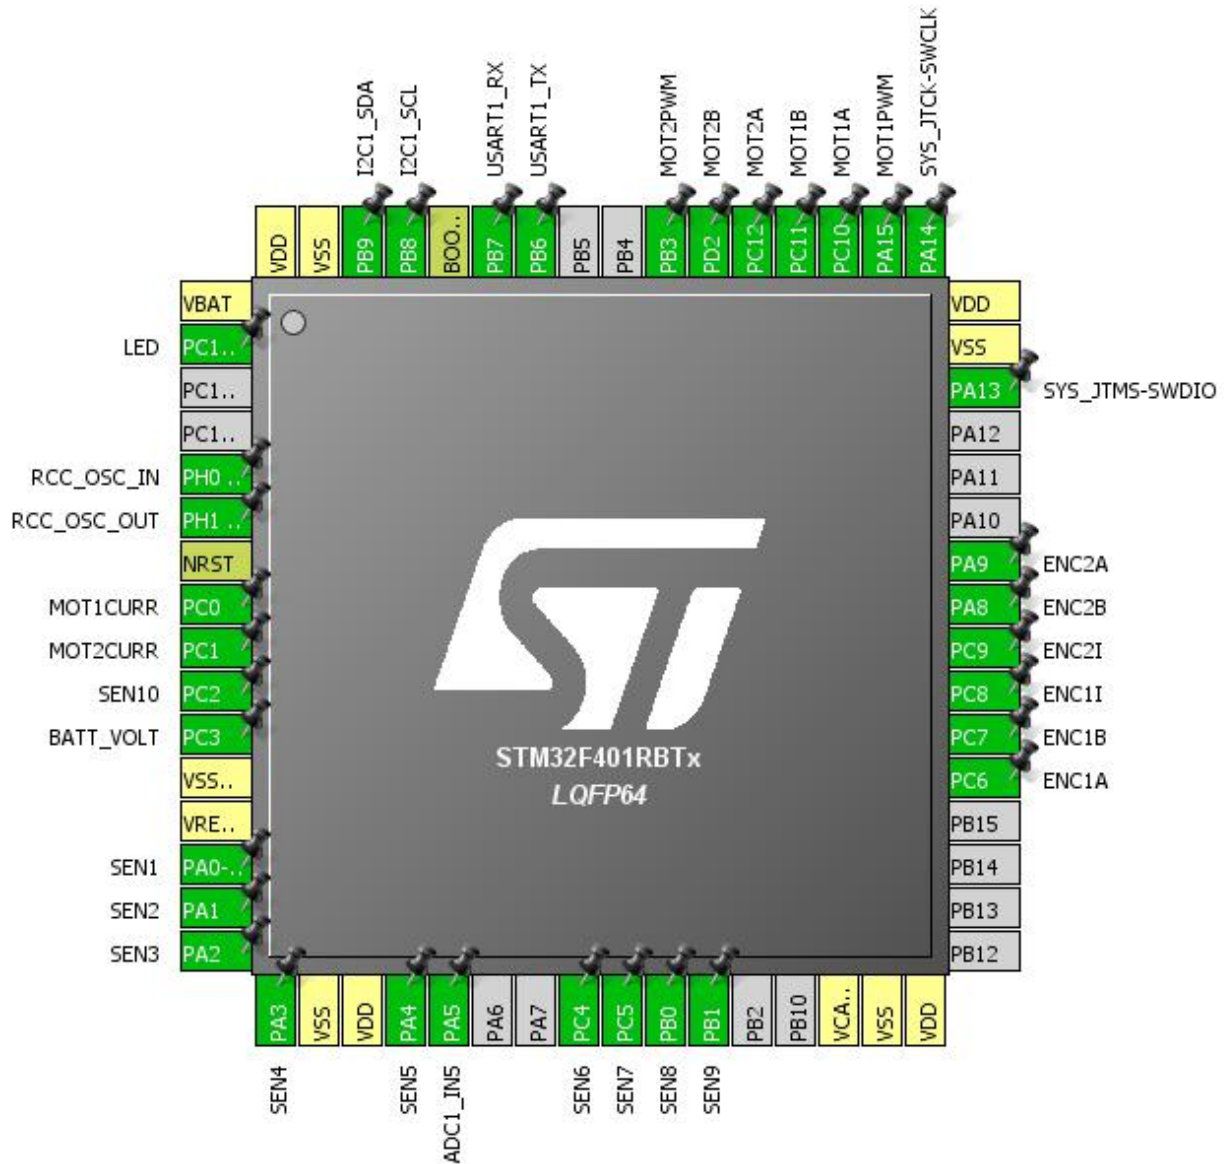 I2C1_SDA
I2C1_SCL
USART1_RX
USART1_TX
MOT2PWM
MOT2B
MOT2A
MOT1B
MOT1A
MOT1PWM
SYS_JTCK-SWCLK
VDD
VSS
PB9
PB8
BOO..
PB7
PB6
PB5
PB4
PB3
PD2
PC12
PC11
PC10
PA15
PA14
VBAT
LED PC1..
PC1..
PC1..
RCC_OSC_IN PH0 ..
RCC_OSC_OUT PH1 ..
NRST
MOT1CURR PC0
MOT2CURR PC1
SEN10 PC2
BATT_VOLT PC3
VSS..
VRE..
SEN1 PA0-..
SEN2 PA1
SEN3 PA2
STM32F401RBTx
LQFP64
VDD
VSS
PA13 SYS_JTMS-SWDIO
PA12
PA11
PA10
PA9 ENC2A
PA8 ENC2B
PC9 ENC2I
PC8 ENC1I
PC7 ENC1B
PC6 ENC1A
PB15
PB14
PB13
PB12
PA3
VSS
VDD
PA4
PA5
PA6
PA7
PC4
PC5
PB0
PB1
PB2
PB10
VCA..
VSS
VDD
SEN4
SEN5
ADC1_IN5
SEN6
SEN7
SEN8
SEN9